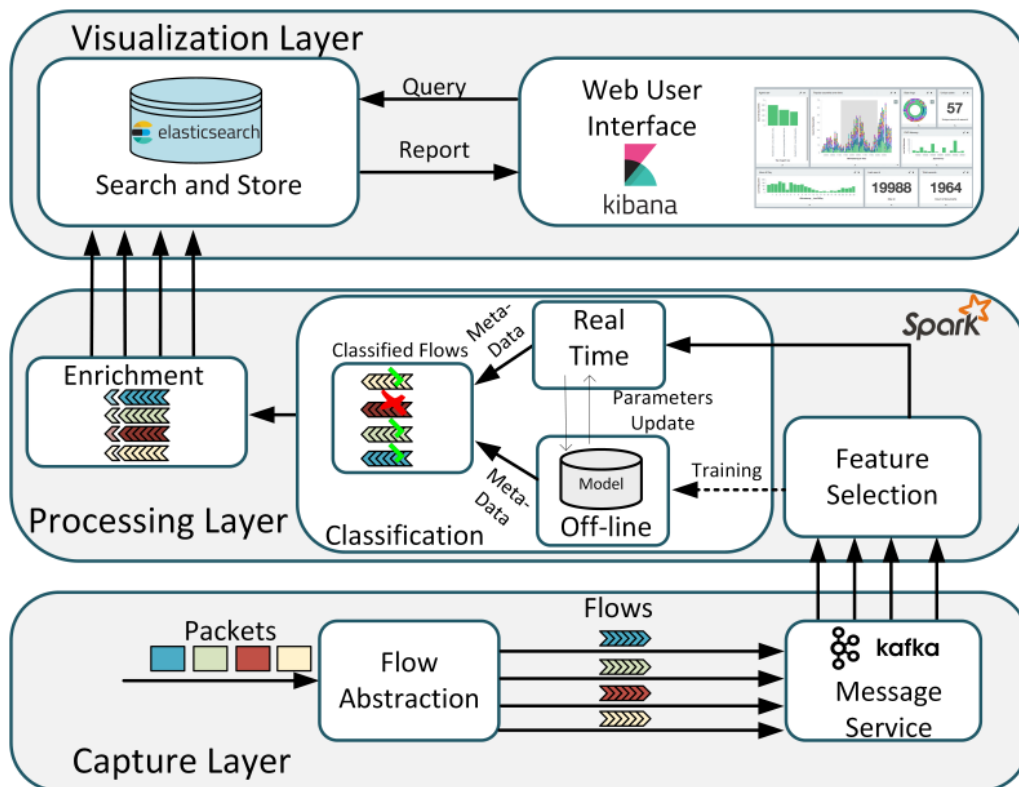 Visualization Layer
elasticsearch
Search and Store
Query
Report
Web User
Interface
kibana
57
19988
1964
Spark
Enrichment
Classified Flows
Meta-
Data
Real
Time
Parameters
Update
Meta-
Data
Model
Off-line
Training
Feature
Selection
Classification
Processing Layer
Packets
Flow
Abstraction
Flows
kafka
Message
Service
Capture Layer